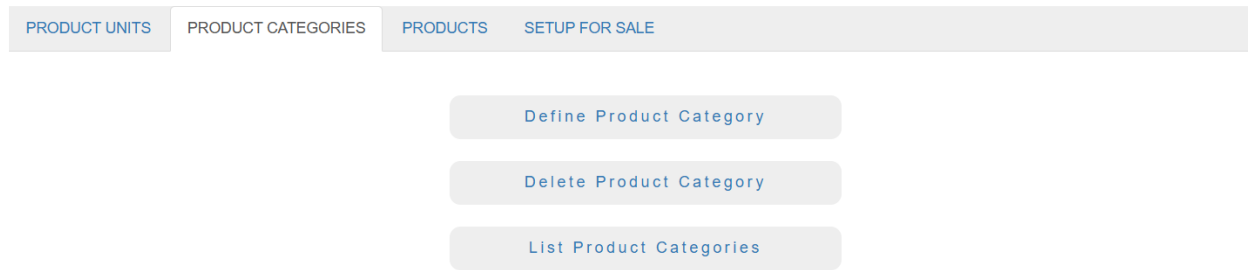 PRODUCT UNITS PRODUCT CATEGORIES PRODUCTS SETUP FOR SALE
Define Product Category
Delete Product Category
List Product Categories